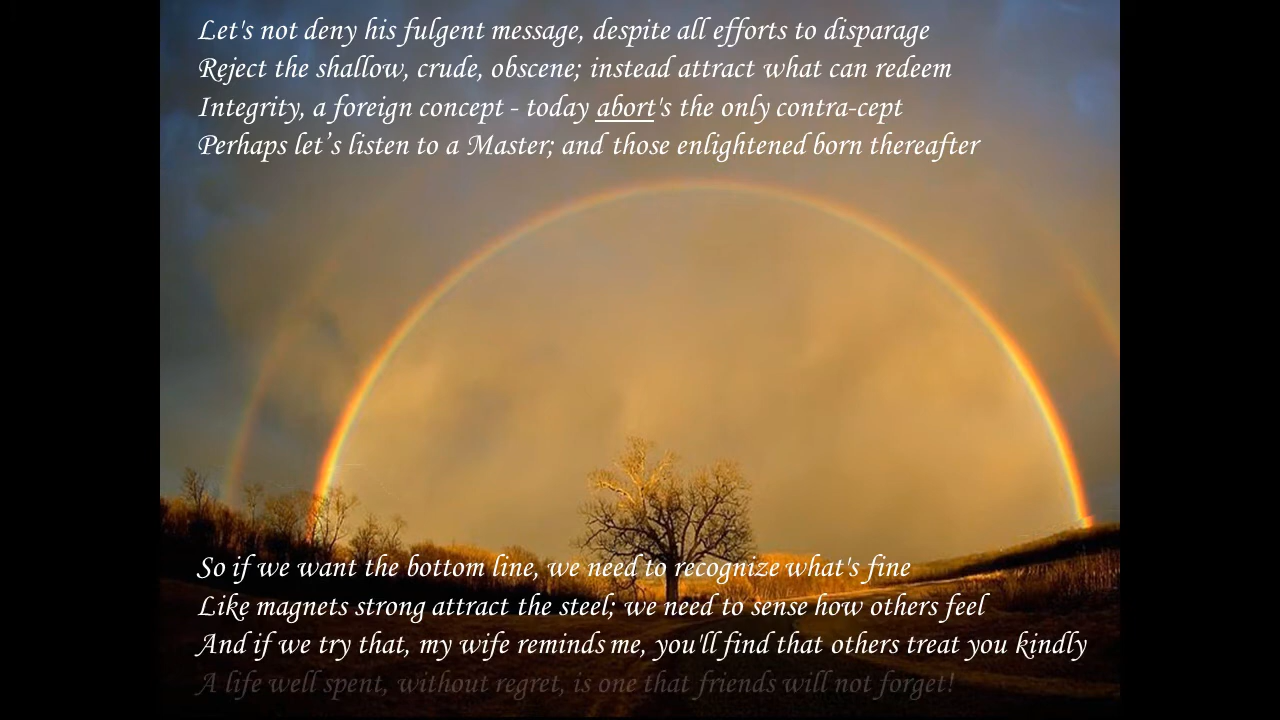 Let's not deny his fulgent message, despite all efforts to disparage
Reject the shallow, crude, obscene; instead attract what can redeem
Integrity, a foreign concept - today abort's the only contra-cept
Perhaps let’s listen to a Master; and those enlightened born thereafter
So if we want the bottom line, we need to recognize what's fine
Like magnets strong attract the steel; we need to sense how others feel
And if we try that, my wife reminds me, you'll find that others treat you kindly
A life well spent, without regret, is one that friends will not forget!